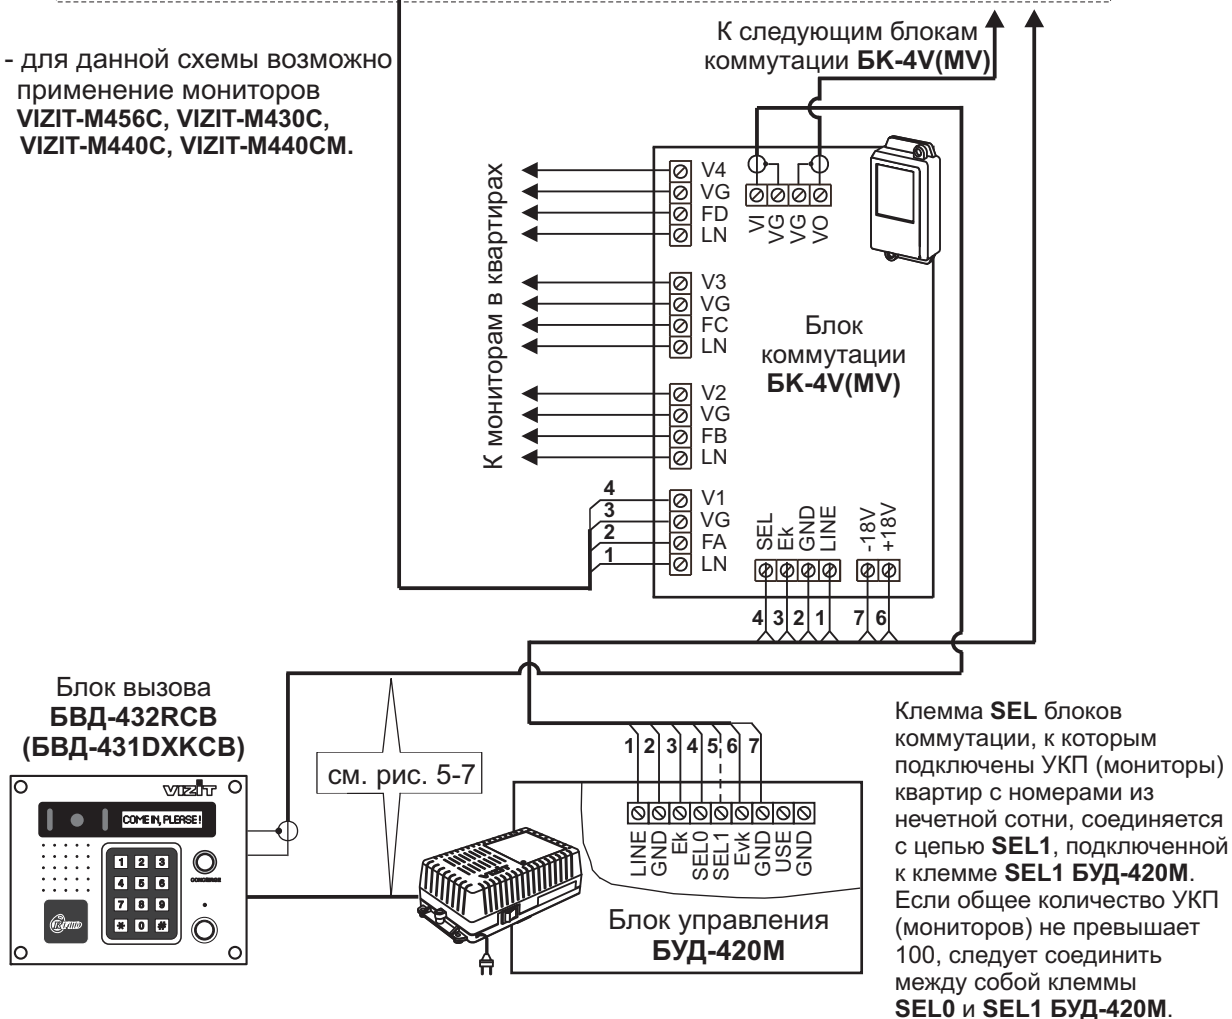 К следующим блокам
коммутации БК-4V(MV)
- для данной схемы возможно
применение мониторов
VIZIT-M456C, VIZIT-M430C,
VIZIT-M440C, VIZIT-M440CM.
К мониторам в квартирах
V4
VG
FD
LN
V3
VG
FC
LN
V2
VG
FB
LN
4
3
2
1
V1
VG
FA
LN
VI
VG
VG
VO
Блок
коммутации
БК-4V(MV)
SEL
Ek
GND
LINE
-18V
+18V
4 3 2 1 7 6
Блок вызова
БВД-432RCB
(БВД-431DXKCB)
VIZIT
COME IN, PLEASE!
1 2 3
4 5 6
7 8 9
* 0 #
CONCIERGE
см. рис. 5-7
1 2 3 4 5 6 7
LINE
GND
Ek
SEL0
SEL1
Evk
GND
USE
GND
Блок управления
БУД-420М
Клемма SEL блоков
коммутации, к которым
подключены УКП (мониторы)
квартир с номерами из
нечетной сотни, соединяется
с цепью SEL1, подключенной
к клемме SEL1 БУД-420М.
Если общее количество УКП
(мониторов) не превышает
100, следует соединить
между собой клеммы
SEL0 и SEL1 БУД-420М.